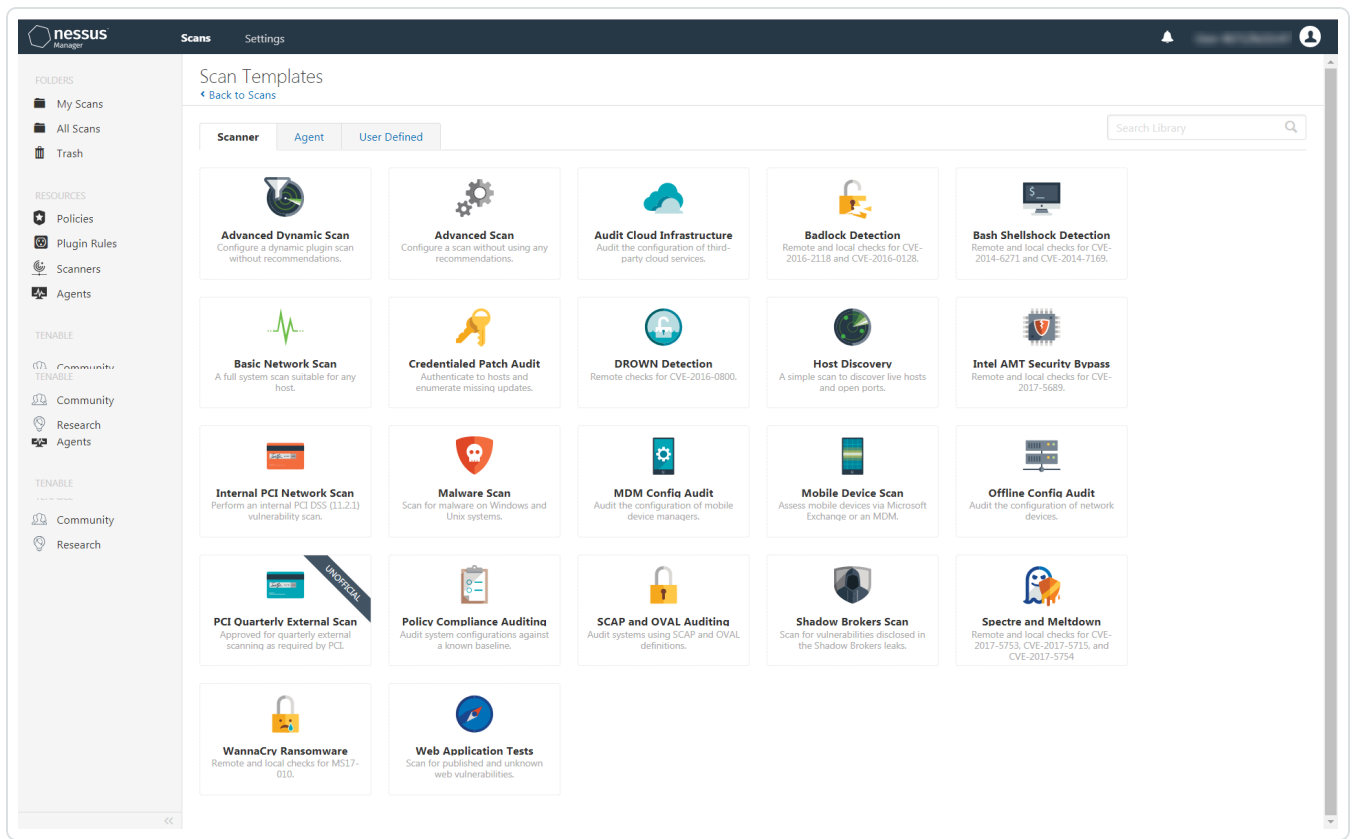 nessus
Manager
Scans
Settings
FOLDERS
My Scans
All Scans
Trash
RESOURCES
Policies
Plugin Rules
Scanners
Agents
TENABLE
Community
TENABLE
Community
Research
Agents
TENABLE
Community
Research
Scan Templates
Back to Scans
Scanner
Agent
User Defined
Search Library
Advanced Dynamic Scan
Configure a dynamic plugin scan
without recommendations.
Advanced Scan
Configure a scan without using any
recommendations.
Audit Cloud Infrastructure
Audit the configuration of third-
party cloud services.
Badlock Detection
Remote and local checks for CVE-
2016-2118 and CVE-2016-0128.
$_
Bash Shellshock Detection
Remote and local checks for CVE-
2014-6271 and CVE-2014-7169.
Basic Network Scan
A full system scan suitable for any
host.
Credentialed Patch Audit
Authenticate to hosts and
enumerate missing updates.
DROWN Detection
Remote checks for CVE-2016-0800.
Host Discovery
A simple scan to discover live hosts
and open ports.
Intel AMT Security Bypass
Remote and local checks for CVE-
2017-5689.
Internal PCI Network Scan
Perform an internal PCI DSS (11.2.1)
vulnerability scan.
Malware Scan
Scan for malware on Windows and
Unix systems.
MDM Config Audit
Audit the configuration of mobile
device managers.
Mobile Device Scan
Assess mobile devices via Microsoft
Exchange or an MDM.
Offline Config Audit
Audit the configuration of network
devices.
UNOFFICIAL
PCI Quarterly External Scan
Approved for quarterly external
scanning as required by PCI.
Policy Compliance Auditing
Audit system configurations against
a known baseline.
SCAP and OVAL Auditing
Audit systems using SCAP and OVAL
definitions.
Shadow Brokers Scan
Scan for vulnerabilities disclosed in
the Shadow Brokers leaks.
Spectre and Meltdown
Remote and local checks for CVE-
2017-5753, CVE-2017-5715, and
CVE-2017-5754
WannaCry Ransomware
Remote and local checks for MS17-
010.
Web Application Tests
Scan for published and unknown
web vulnerabilities.